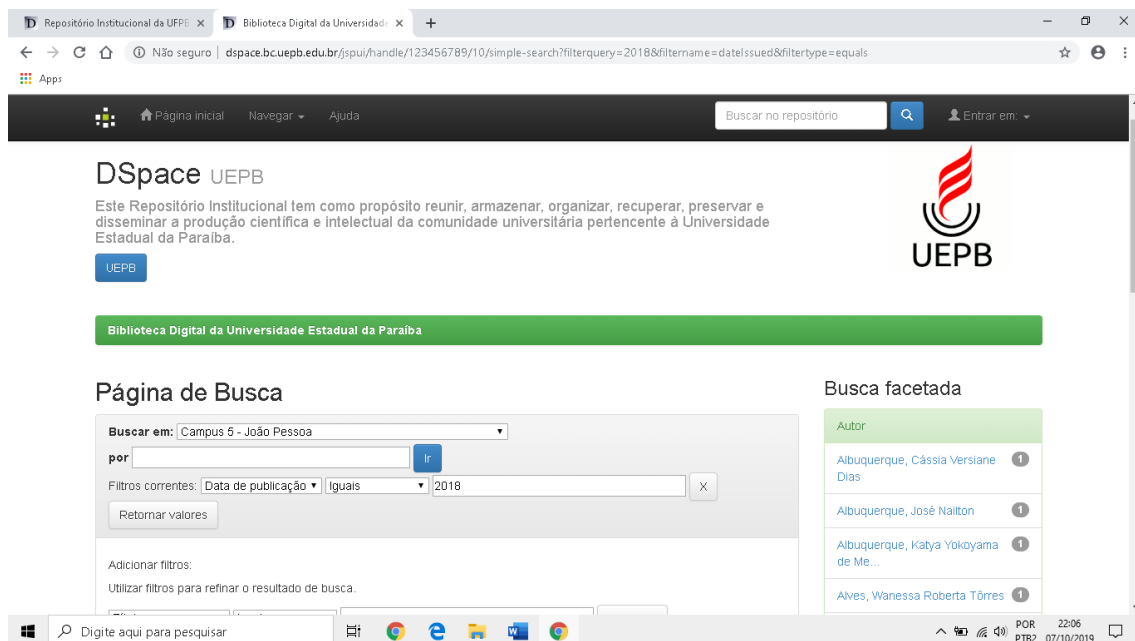 Repositório Institucional da UFPB
Biblioteca Digital da Universidade
Não seguro | dspace.bc.uepb.edu.br/jspui/handle/123456789/10/simple-search?filterquery=2018&filtername=dateIssued&filtertype=equals
Apps
Página inicial Navegar Ajuda Buscar no repositório Entrar em:
DSpace UEPB
Este Repositório Institucional tem como propósito reunir, armazenar, organizar, recuperar, preservar e
disseminar a produção científica e intelectual da comunidade universitária pertencente à Universidade
Estadual da Paraíba.
UEPB
UEPB
Biblioteca Digital da Universidade Estadual da Paraíba
Página de Busca
Buscar em: Campus 5 - João Pessoa
por Ir
Filtros correntes: Data de publicação Iguais 2018 X
Retornar valores
Adicionar filtros:
Utilizar filtros para refinar o resultado de busca.
Busca facetada
Autor
Albuquerque, Cássia Versiane 1
Dias
Albuquerque, José Nailton 1
Albuquerque, Katya Yokoyama 1
de Me...
Alves, Wanessa Roberta Tôrres 1
Digite aqui para pesquisar
POR 22:06
PTB2 07/10/2019